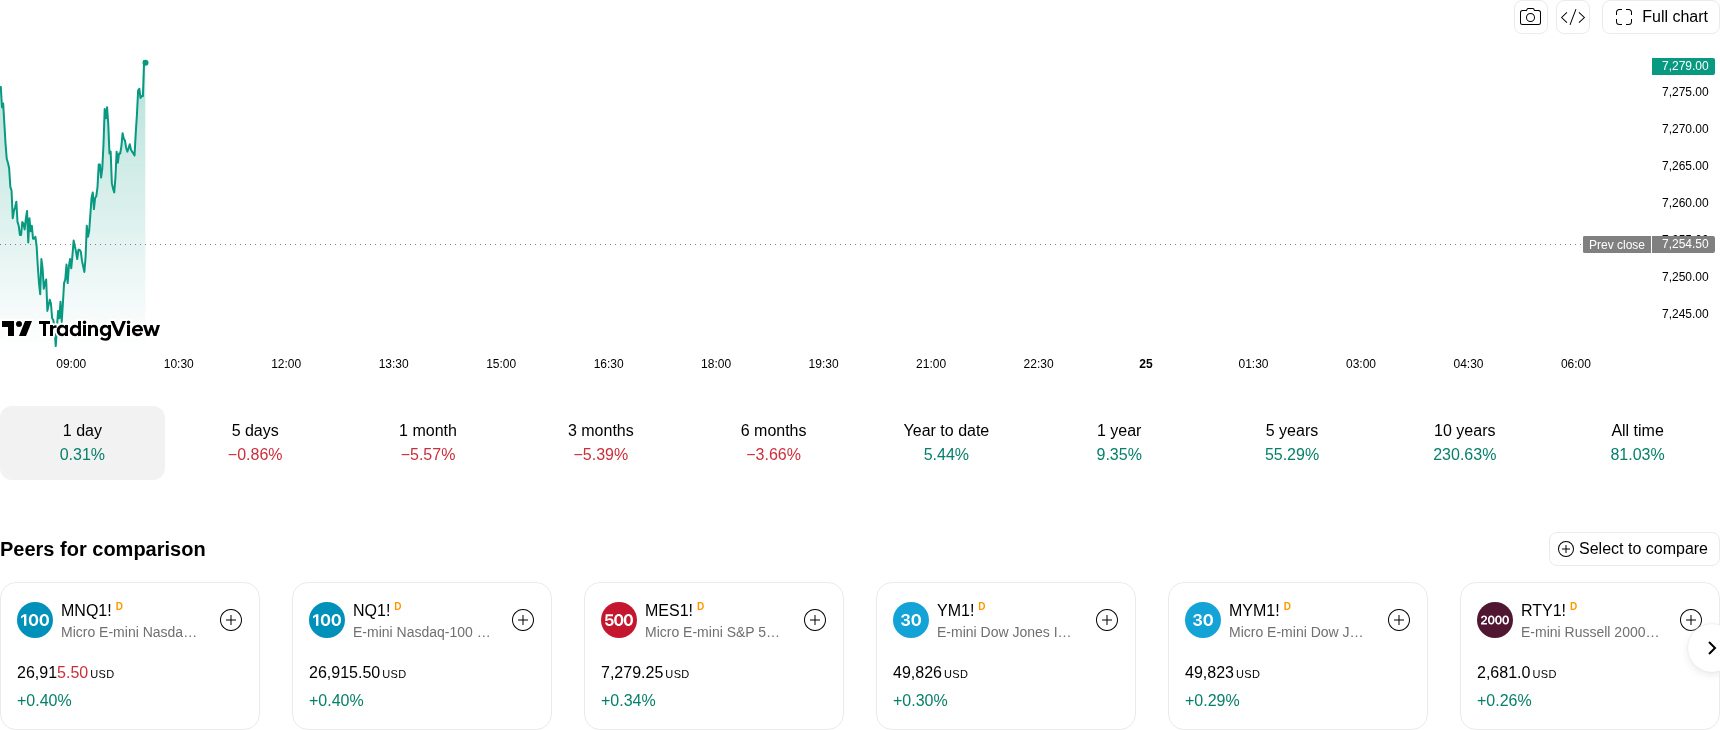 Full chart
7,279.00
7,275.00
7,270.00
7,265.00
7,260.00
Prev close 7,254.50
7,250.00
7,245.00
TradingView
09:00 10:30 12:00 13:30 15:00 16:30 18:00 19:30 21:00 22:30 25 01:30 03:00 04:30 06:00
1 day 5 days 1 month 3 months 6 months Year to date 1 year 5 years 10 years All time
0.31% −0.86% −5.57% −5.39% −3.66% 5.44% 9.35% 55.29% 230.63% 81.03%
Peers for comparison
Select to compare
100 MNQ1! D
Micro E-mini Nasda…
26,915.50 USD
+0.40%
100 NQ1! D
E-mini Nasdaq-100 …
26,915.50 USD
+0.40%
500 MES1! D
Micro E-mini S&P 5…
7,279.25 USD
+0.34%
30 YM1! D
E-mini Dow Jones I…
49,826 USD
+0.30%
30 MYM1! D
Micro E-mini Dow J…
49,823 USD
+0.29%
2000 RTY1! D
E-mini Russell 2000…
2,681.0 USD
+0.26%